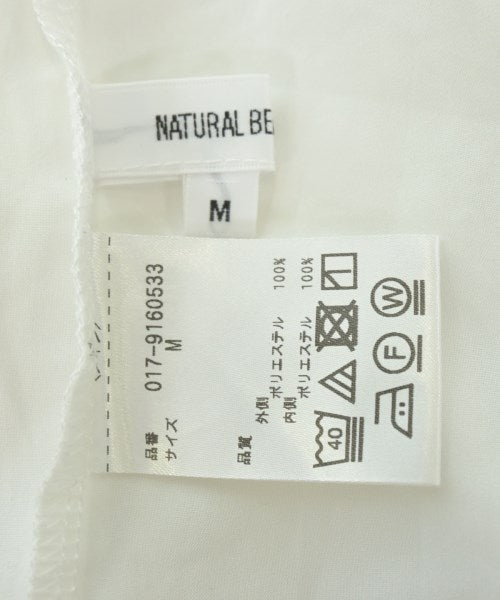 NATURAL BE
M
品番 017-9160533
サイズ M
品質
外側 ポリエステル 100%
内側 ポリエステル 100%
40
F
W